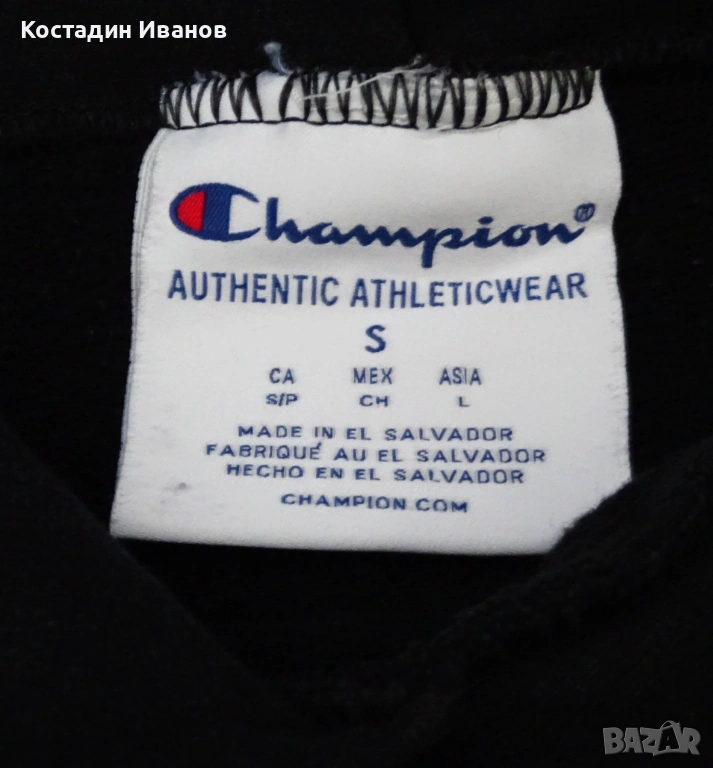 Костадин Иванов
Champion®
AUTHENTIC ATHLETICWEAR
S
CA MEX ASIA
S/P CH L
MADE IN EL SALVADOR
FABRIQUÉ AU EL SALVADOR
HECHO EN EL SALVADOR
CHAMPION.COM
BAZAR